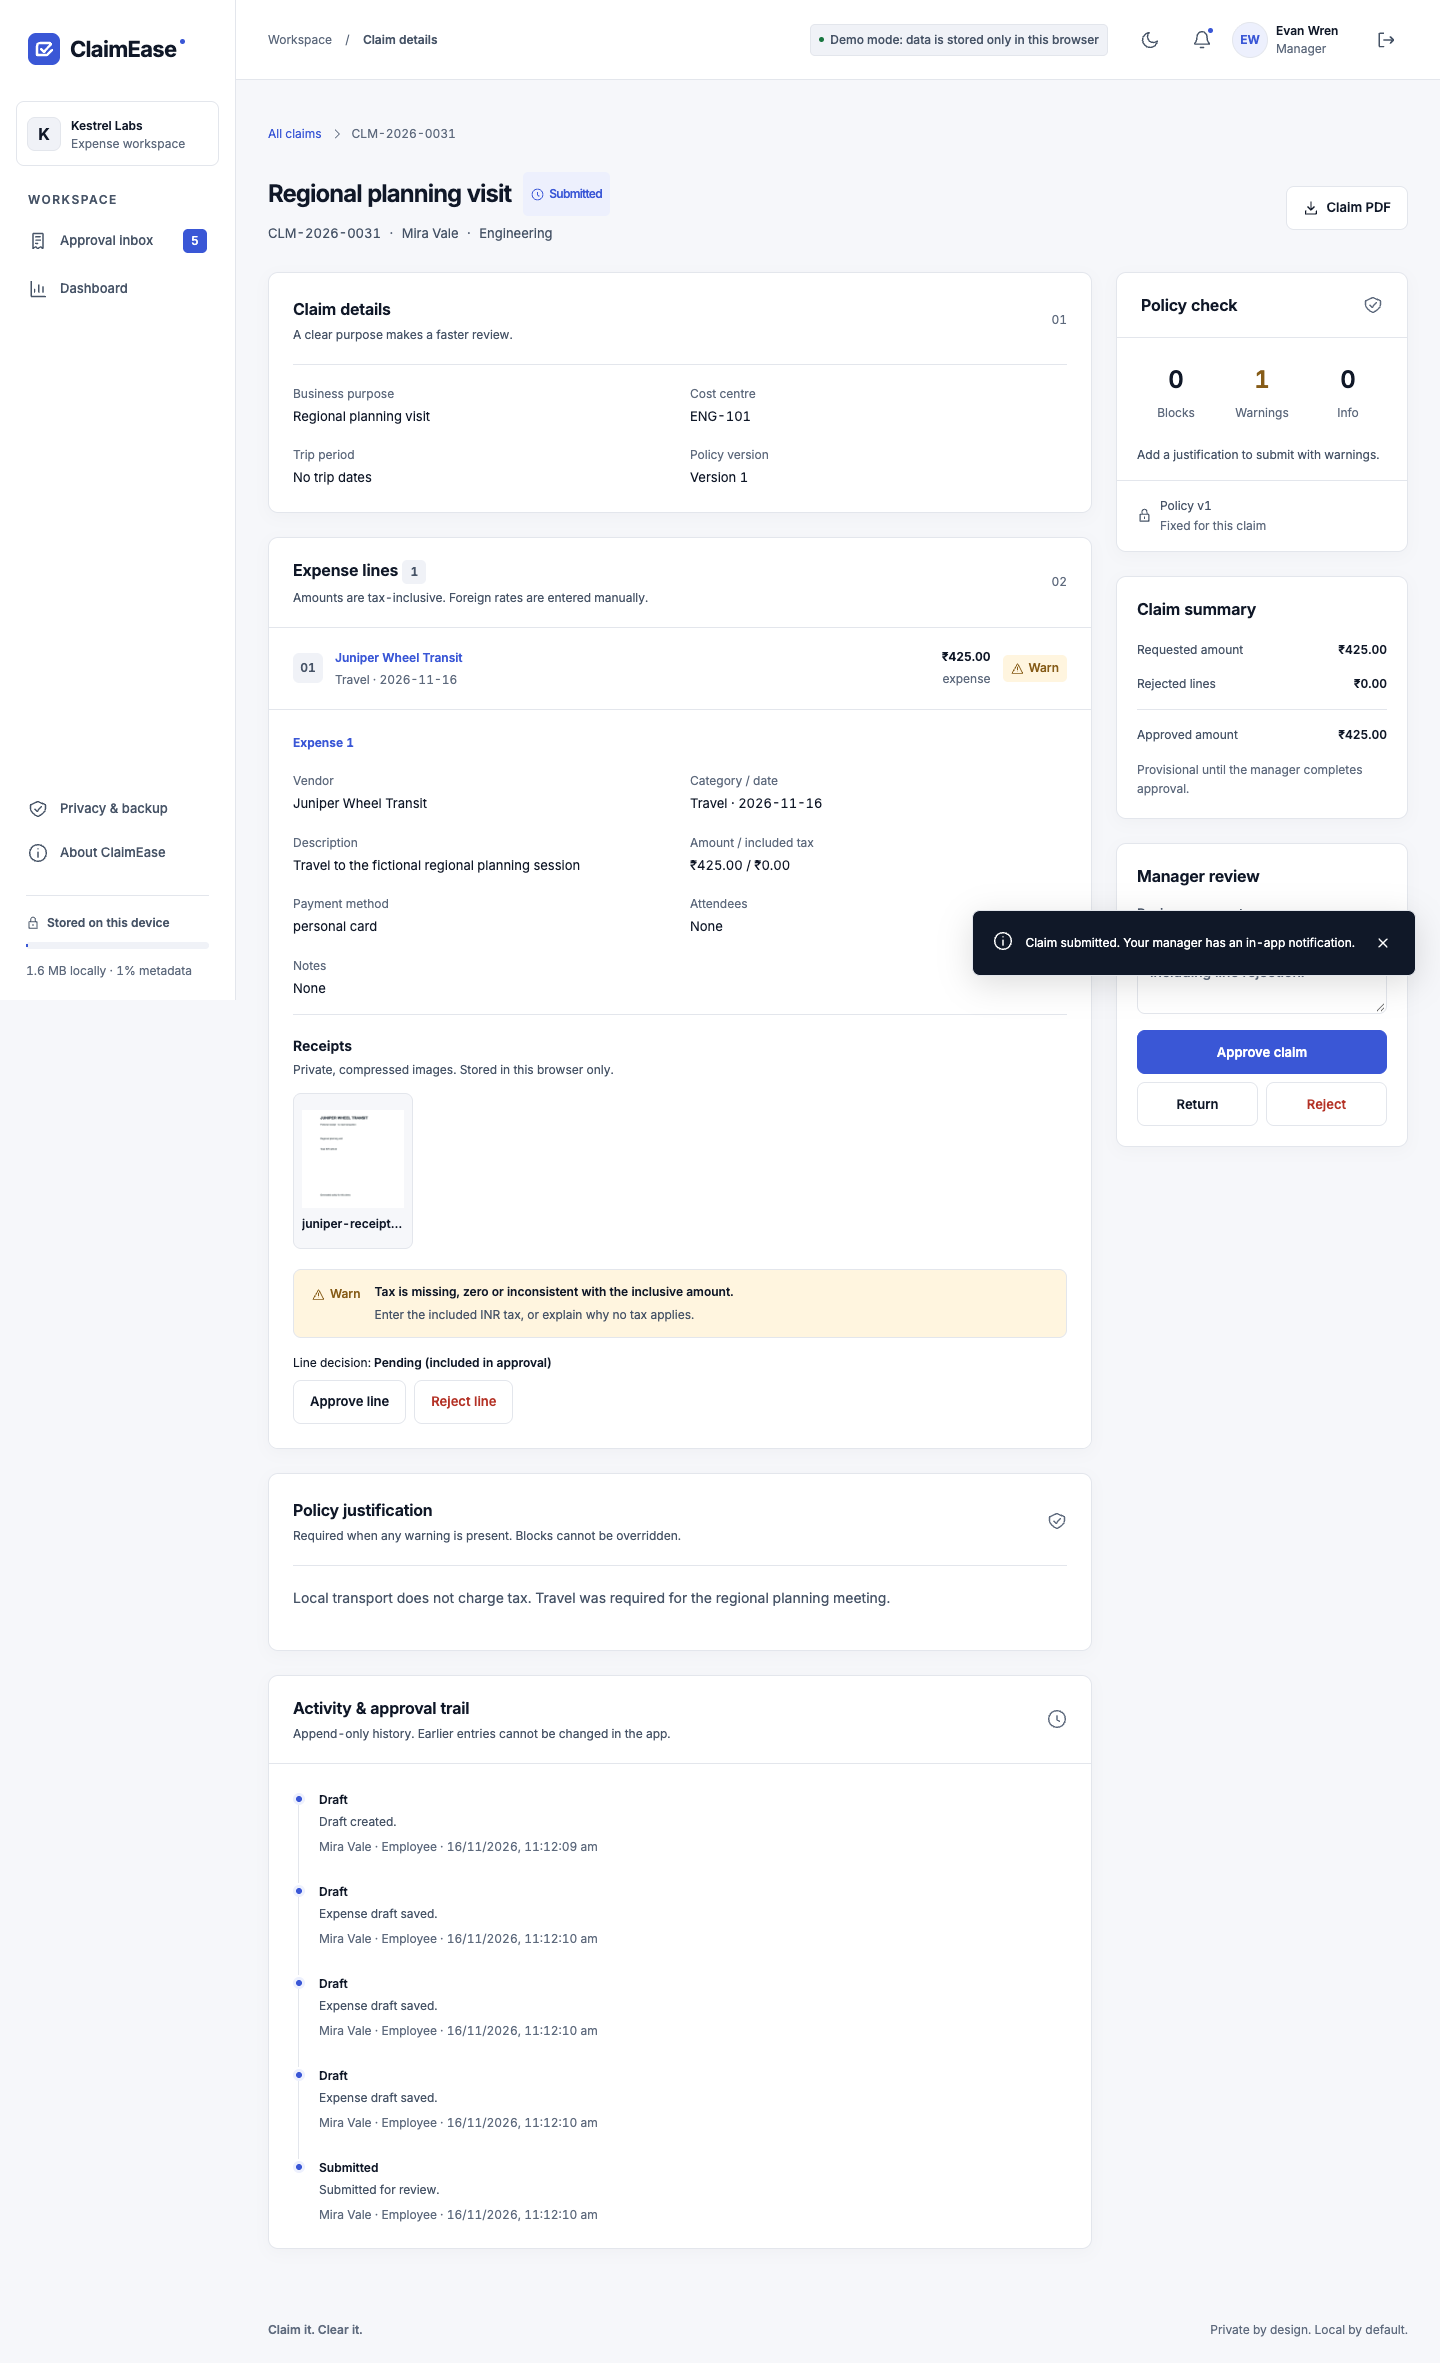 ClaimEase
Workspace / Claim details
Demo mode: data is stored only in this browser
EW
Evan Wren
Manager
K
Kestrel Labs
Expense workspace
WORKSPACE
Approval inbox 5
Dashboard
Privacy & backup
About ClaimEase
Stored on this device
1.6 MB locally · 1% metadata
All claims > CLM-2026-0031
Regional planning visit Submitted
CLM-2026-0031 · Mira Vale · Engineering
Claim PDF
Claim details
A clear purpose makes a faster review.
01
Business purpose
Regional planning visit
Cost centre
ENG-101
Trip period
No trip dates
Policy version
Version 1
Expense lines 1
Amounts are tax-inclusive. Foreign rates are entered manually.
02
01
Juniper Wheel Transit
Travel · 2026-11-16
₹425.00
expense
Warn
Expense 1
Vendor
Juniper Wheel Transit
Category / date
Travel · 2026-11-16
Description
Travel to the fictional regional planning session
Amount / included tax
₹425.00 / ₹0.00
Payment method
personal card
Attendees
None
Notes
None
Receipts
Private, compressed images. Stored in this browser only.
JUNIPER WHEEL TRANSIT
juniper-receipt...
Warn
Tax is missing, zero or inconsistent with the inclusive amount.
Enter the included INR tax, or explain why no tax applies.
Line decision: Pending (included in approval)
Approve line
Reject line
Policy justification
Required when any warning is present. Blocks cannot be overridden.
Local transport does not charge tax. Travel was required for the regional planning meeting.
Activity & approval trail
Append-only history. Earlier entries cannot be changed in the app.
Draft
Draft created.
Mira Vale · Employee · 16/11/2026, 11:12:09 am
Draft
Expense draft saved.
Mira Vale · Employee · 16/11/2026, 11:12:10 am
Draft
Expense draft saved.
Mira Vale · Employee · 16/11/2026, 11:12:10 am
Draft
Expense draft saved.
Mira Vale · Employee · 16/11/2026, 11:12:10 am
Submitted
Submitted for review.
Mira Vale · Employee · 16/11/2026, 11:12:10 am
Policy check
0
Blocks
1
Warnings
0
Info
Add a justification to submit with warnings.
Policy v1
Fixed for this claim
Claim summary
Requested amount ₹425.00
Rejected lines ₹0.00
Approved amount ₹425.00
Provisional until the manager completes
approval.
Manager review
Claim submitted. Your manager has an in-app notification.
Approve claim
Return
Reject
Claim it. Clear it.
Private by design. Local by default.